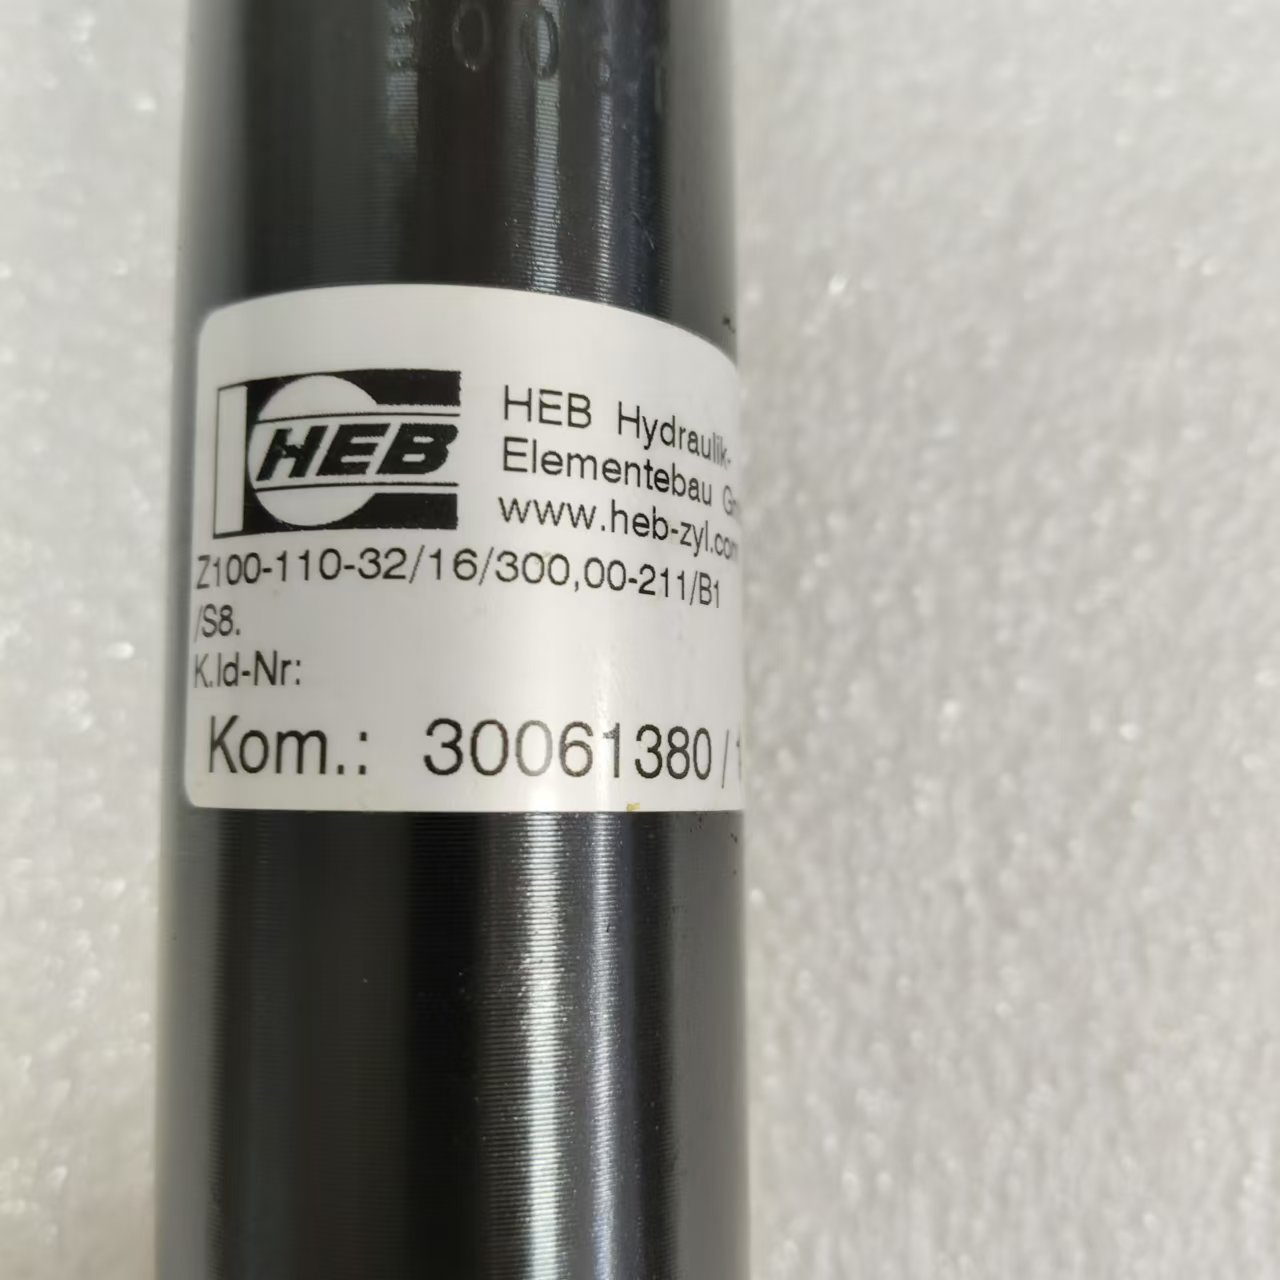 HEB
HEB Hydraulik-
Elementebau
www.heb-zyl.com
Z100-110-32/16/300,00-211/B1
/S8.
K.Id-Nr:
Kom.: 30061380/